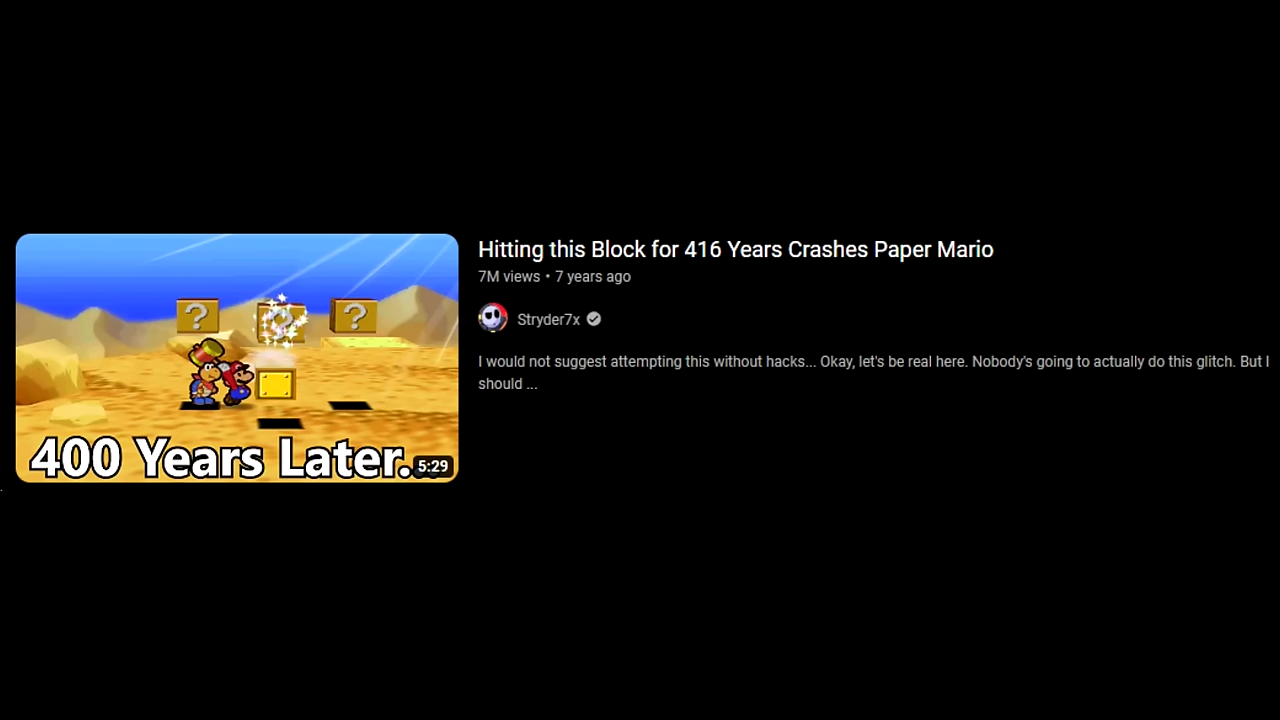 Hitting this Block for 416 Years Crashes Paper Mario
7M views • 7 years ago
Stryder7x
I would not suggest attempting this without hacks... Okay, let's be real here. Nobody's going to actually do this glitch. But I
should ...
? ? ?
400 Years Later..
5:29